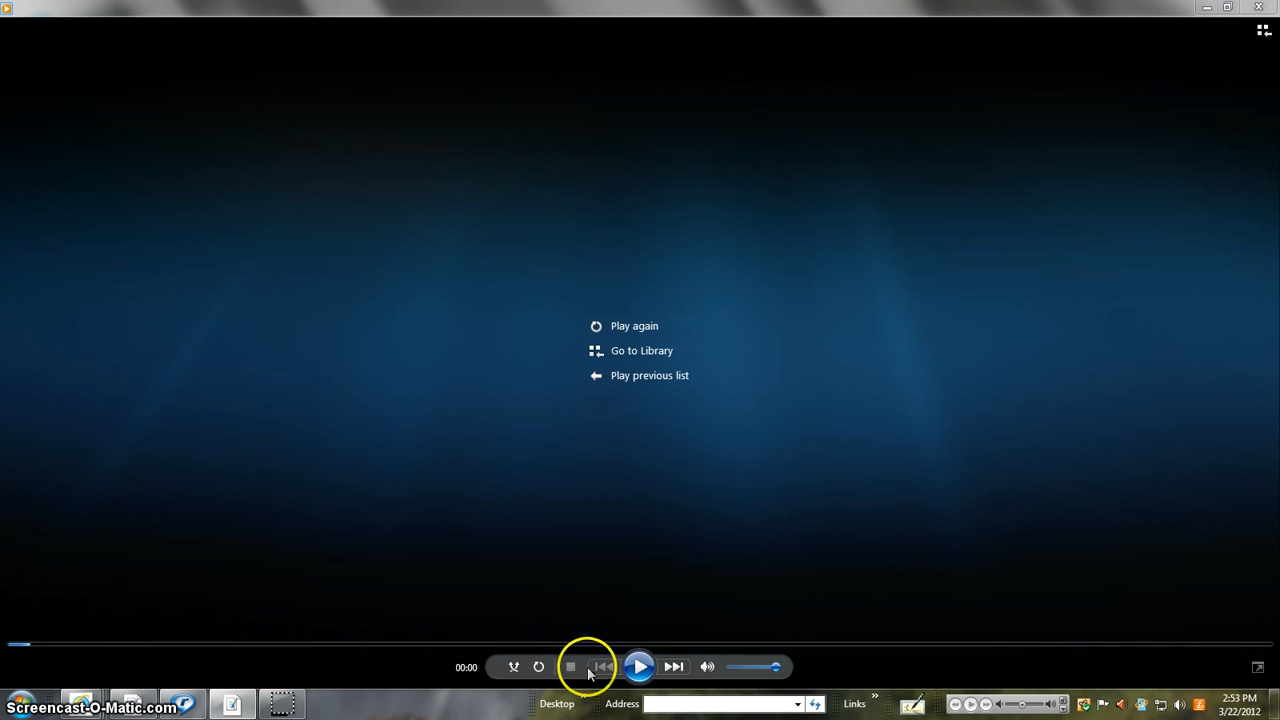 Play again
Go to Library
Play previous list
00:00
Desktop
Address
Links
2:53 PM
3/22/2012
Screencast-O-Matic.com